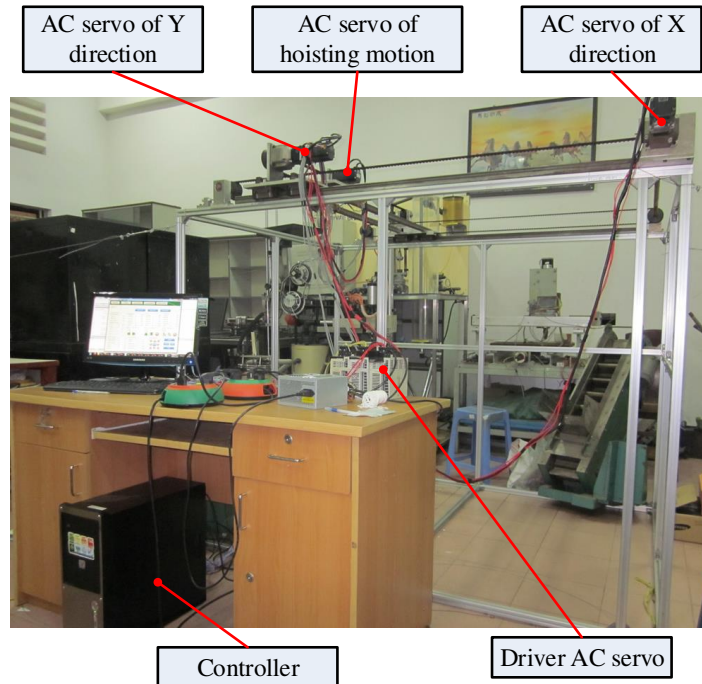 AC servo of Y
direction
AC servo of
hoisting motion
AC servo of X
direction
Controller
Driver AC servo